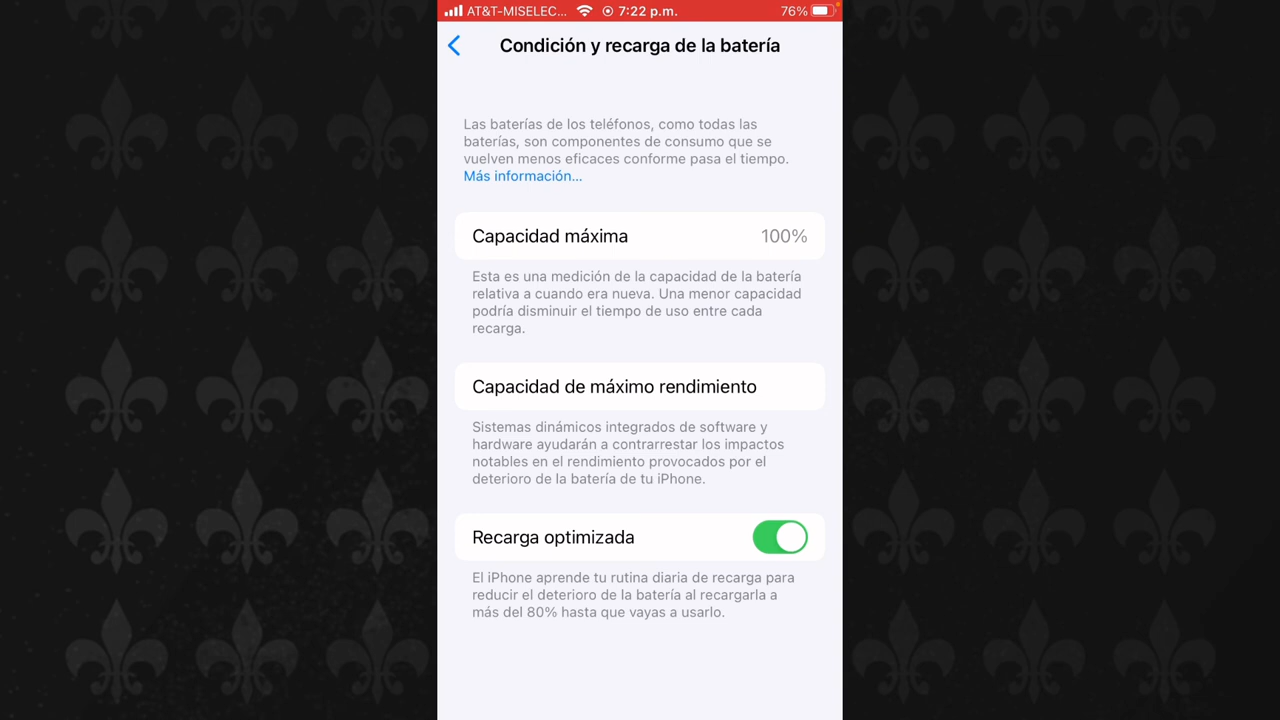 AT&T-MISELEC... 7:22 p.m. 76%
Condición y recarga de la batería
Las baterías de los teléfonos, como todas las
baterías, son componentes de consumo que se
vuelven menos eficaces conforme pasa el tiempo.
Más información...
Capacidad máxima 100%
Esta es una medición de la capacidad de la batería
relativa a cuando era nueva. Una menor capacidad
podría disminuir el tiempo de uso entre cada
recarga.
Capacidad de máximo rendimiento
Sistemas dinámicos integrados de software y
hardware ayudarán a contrarrestar los impactos
notables en el rendimiento provocados por el
deterioro de la batería de tu iPhone.
Recarga optimizada
El iPhone aprende tu rutina diaria de recarga para
reducir el deterioro de la batería al recargarla a
más del 80% hasta que vayas a usarlo.